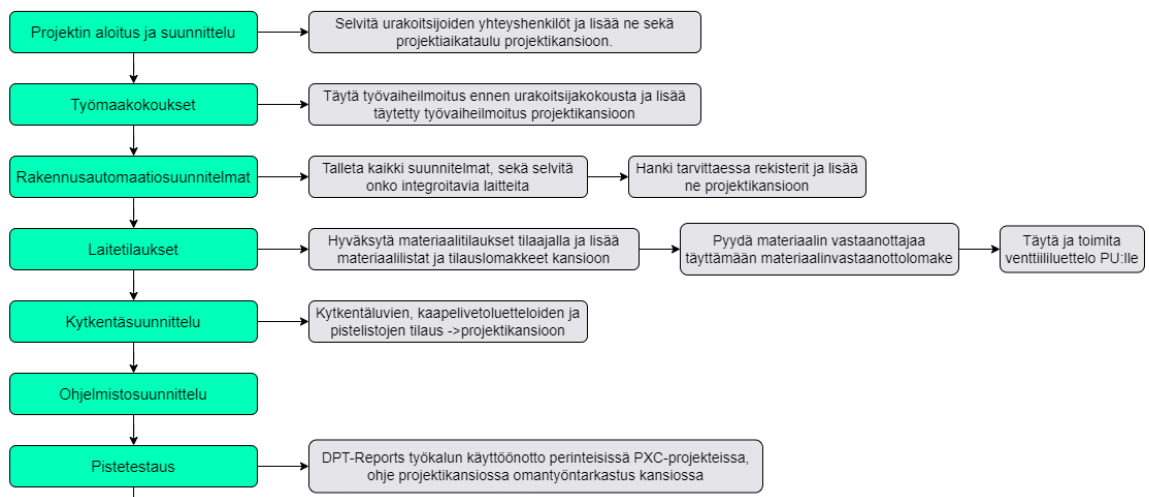 Projektin aloitus ja suunnittelu
Selvitä urakoitsijoiden yhteyshenkilöt ja lisää ne sekä
projektiaikataulu projektikansioon.
Työmaakokoukset
Täytä työvaiheilmoitus ennen urakoitsijakokousta ja lisää
täytetty työvaiheilmoitus projektikansioon
Rakennusautomaatiosuunnitelmat
Talleta kaikki suunnitelmat, sekä selvitä
onko integroitavia laitteita
Hanki tarvittaessa rekisterit ja lisää
ne projektikansioon
Laitetilaukset
Hyväksytä materiaalitilaukset tilaajalla ja lisää
materiaalilistat ja tilauslomakkeet kansioon
Pyydä materiaalin vastaanottajaa
täyttämään materiaalinvastaanottolomake
Täytä ja toimita
venttiililuettelo PU:lle
Kytkentäsuunnittelu
Kytkentäluvien, kaapelivetoluetteloiden ja
pistelistojen tilaus ->projektikansioon
Ohjelmistosuunnittelu
Pistetestaus
DPT-Reports työkalun käyttöönotto perinteisissä PXC-projekteissa,
ohje projektikansiossa omantyöntarkastus kansiossa